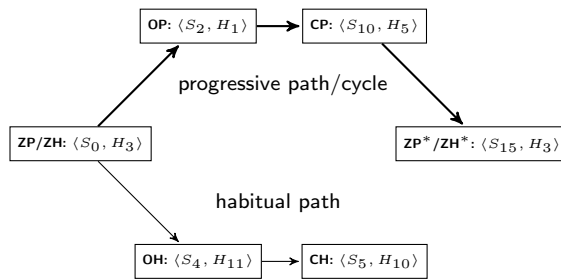 OP: ⟨S₂, H₁⟩
CP: ⟨S₁₀, H₅⟩
progressive path/cycle
ZP/ZH: ⟨S₀, H₃⟩
ZP*/ZH*: ⟨S₁₅, H₃⟩
habitual path
OH: ⟨S₄, H₁₁⟩
CH: ⟨S₅, H₁₀⟩